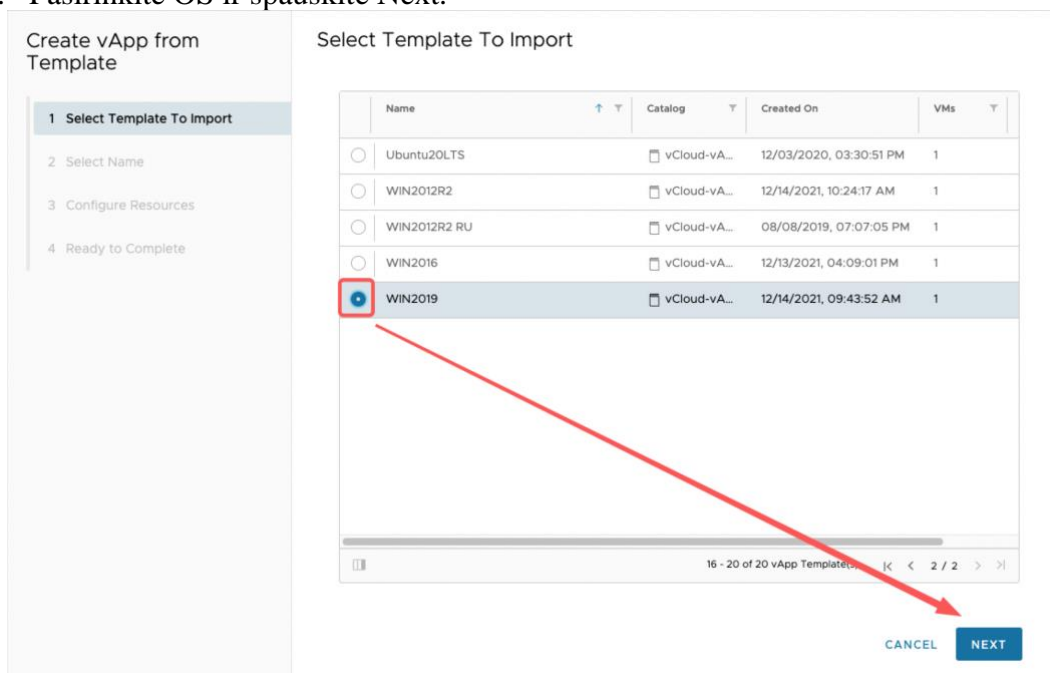 Pasirinkite OS ir spauskite Next.
Create vApp from
Template
1 Select Template To Import
2 Select Name
3 Configure Resources
4 Ready to Complete
Select Template To Import
Name Catalog Created On VMs
Ubuntu20LTS vCloud-vA... 12/03/2020, 03:30:51 PM 1
WIN2012R2 vCloud-vA... 12/14/2021, 10:24:17 AM 1
WIN2012R2 RU vCloud-vA... 08/08/2019, 07:07:05 PM 1
WIN2016 vCloud-vA... 12/13/2021, 04:09:01 PM 1
WIN2019 vCloud-vA... 12/14/2021, 09:43:52 AM 1
16 - 20 of 20 vApp 2 / 2
CANCEL NEXT